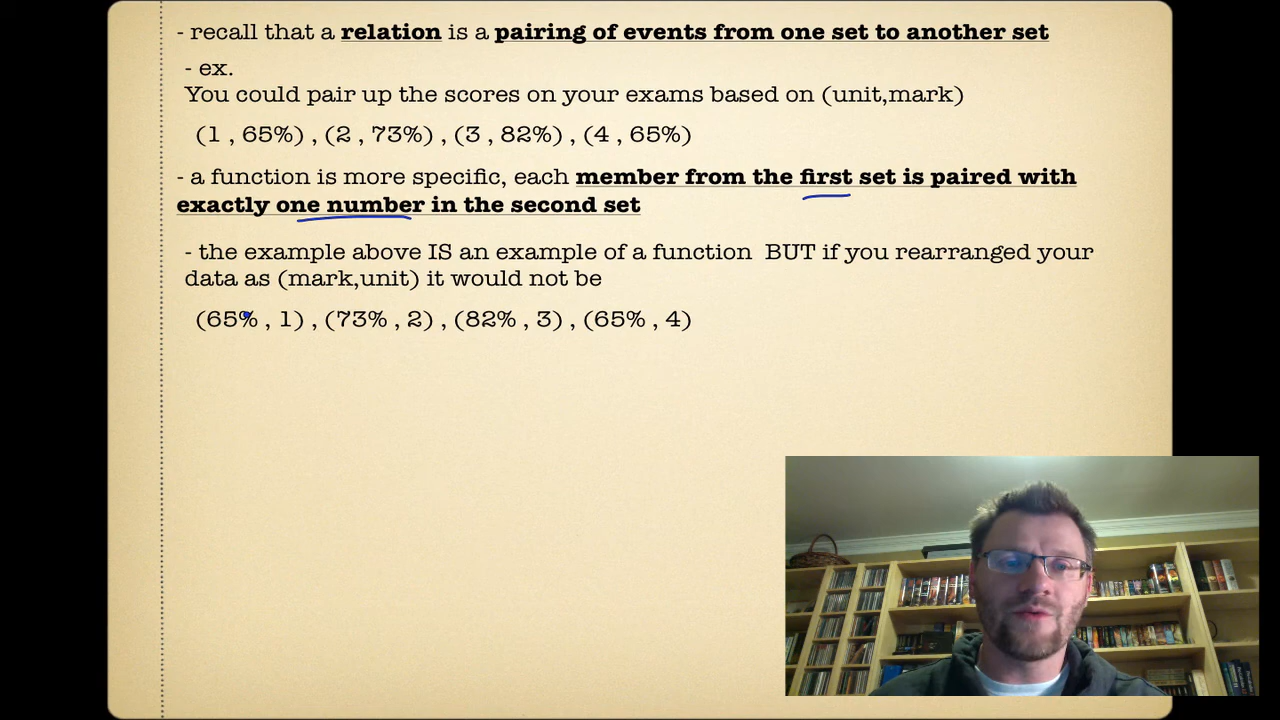 - recall that a relation is a pairing of events from one set to another set
- ex.
You could pair up the scores on your exams based on (unit,mark)
(1 , 65%) , (2 , 73%) , (3 , 82%) , (4 , 65%)
- a function is more specific, each member from the first set is paired with
exactly one number in the second set
- the example above IS an example of a function BUT if you rearranged your
data as (mark,unit) it would not be
(65% , 1) , (73% , 2) , (82% , 3) , (65% , 4)